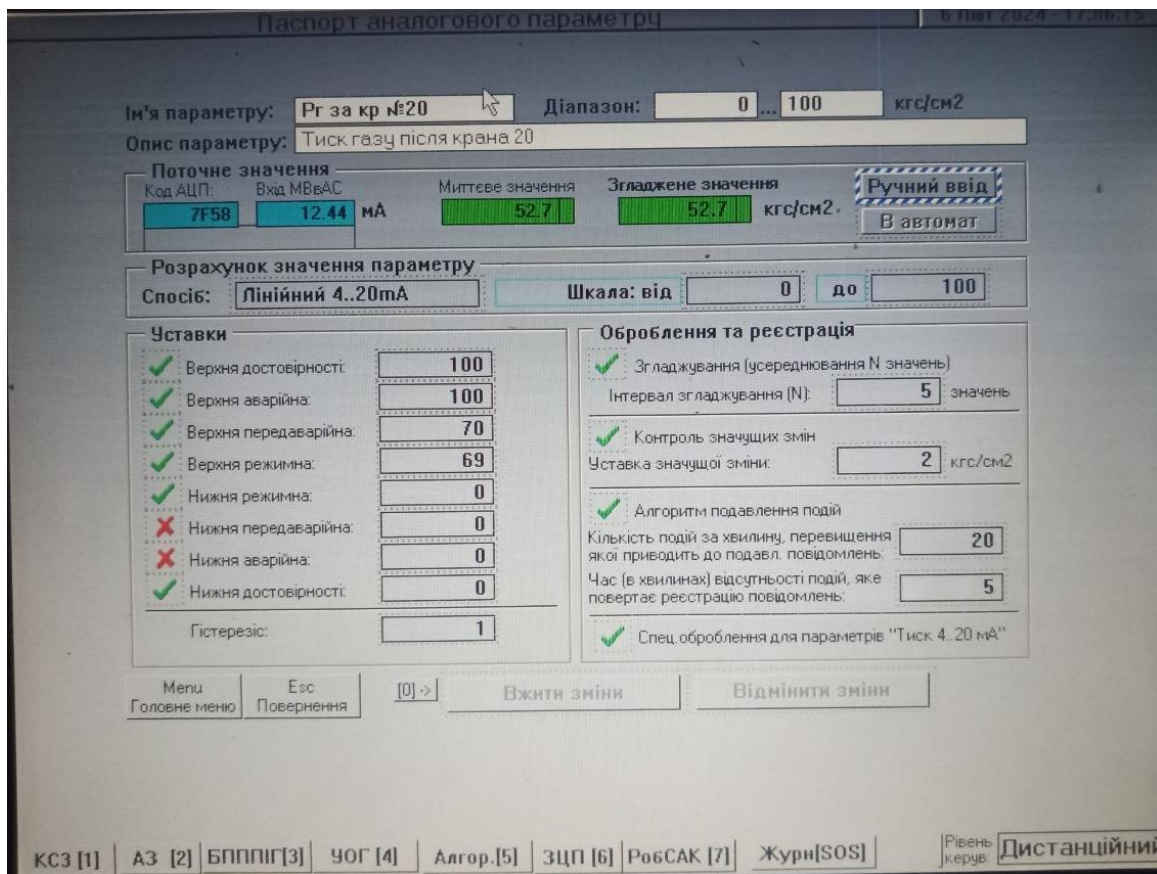 Паспорт аналогового параметру 6 Лют 2024 - 17:06:15
Ім'я параметру: Рг за кр №20 Діапазон: 0 ... 100 кгс/см2
Опис параметру: Тиск газу після крана 20
Поточне значення
Код АЦП: Вхід МВвАС Миттєве значення Згладжене значення Ручний ввід
7F58 12.44 мА 52.7 52.7 кгс/см2
В автомат
Розрахунок значення параметру
Спосіб: Лінійний 4..20mA Шкала: від 0 до 100
Уставки
Верхня достовірності: 100
Верхня аварійна: 100
Верхня передаварійна: 70
Верхня режимна: 69
Нижня режимна: 0
Нижня передаварійна: 0
Нижня аварійна: 0
Нижня достовірності: 0
Гістерезіс: 1
Оброблення та реєстрація
Згладжування (усереднювання N значень)
Інтервал згладжування (N): 5 значень
Контроль значущих змін
Уставка значущої зміни: 2 кгс/см2
Алгоритм подавлення подій
Кількість подій за хвилину, перевищення
якої приводить до подавл. повідомлень: 20
Час (в хвилинах) відсутньості подій, яке
повертає реєстрацію повідомлень: 5
Спец.оброблення для параметрів "Тиск 4..20 мА"
Menu Esc [0] -> Вжити зміни Відмінити зміни
Головне меню Повернення
КСЗ [1] АЗ [2] БПППІГ[3] УОГ [4] Алгор.[5] ЗЦП [6] РобСАК [7] Журн[SOS] Рівень
керув: Дистанційний